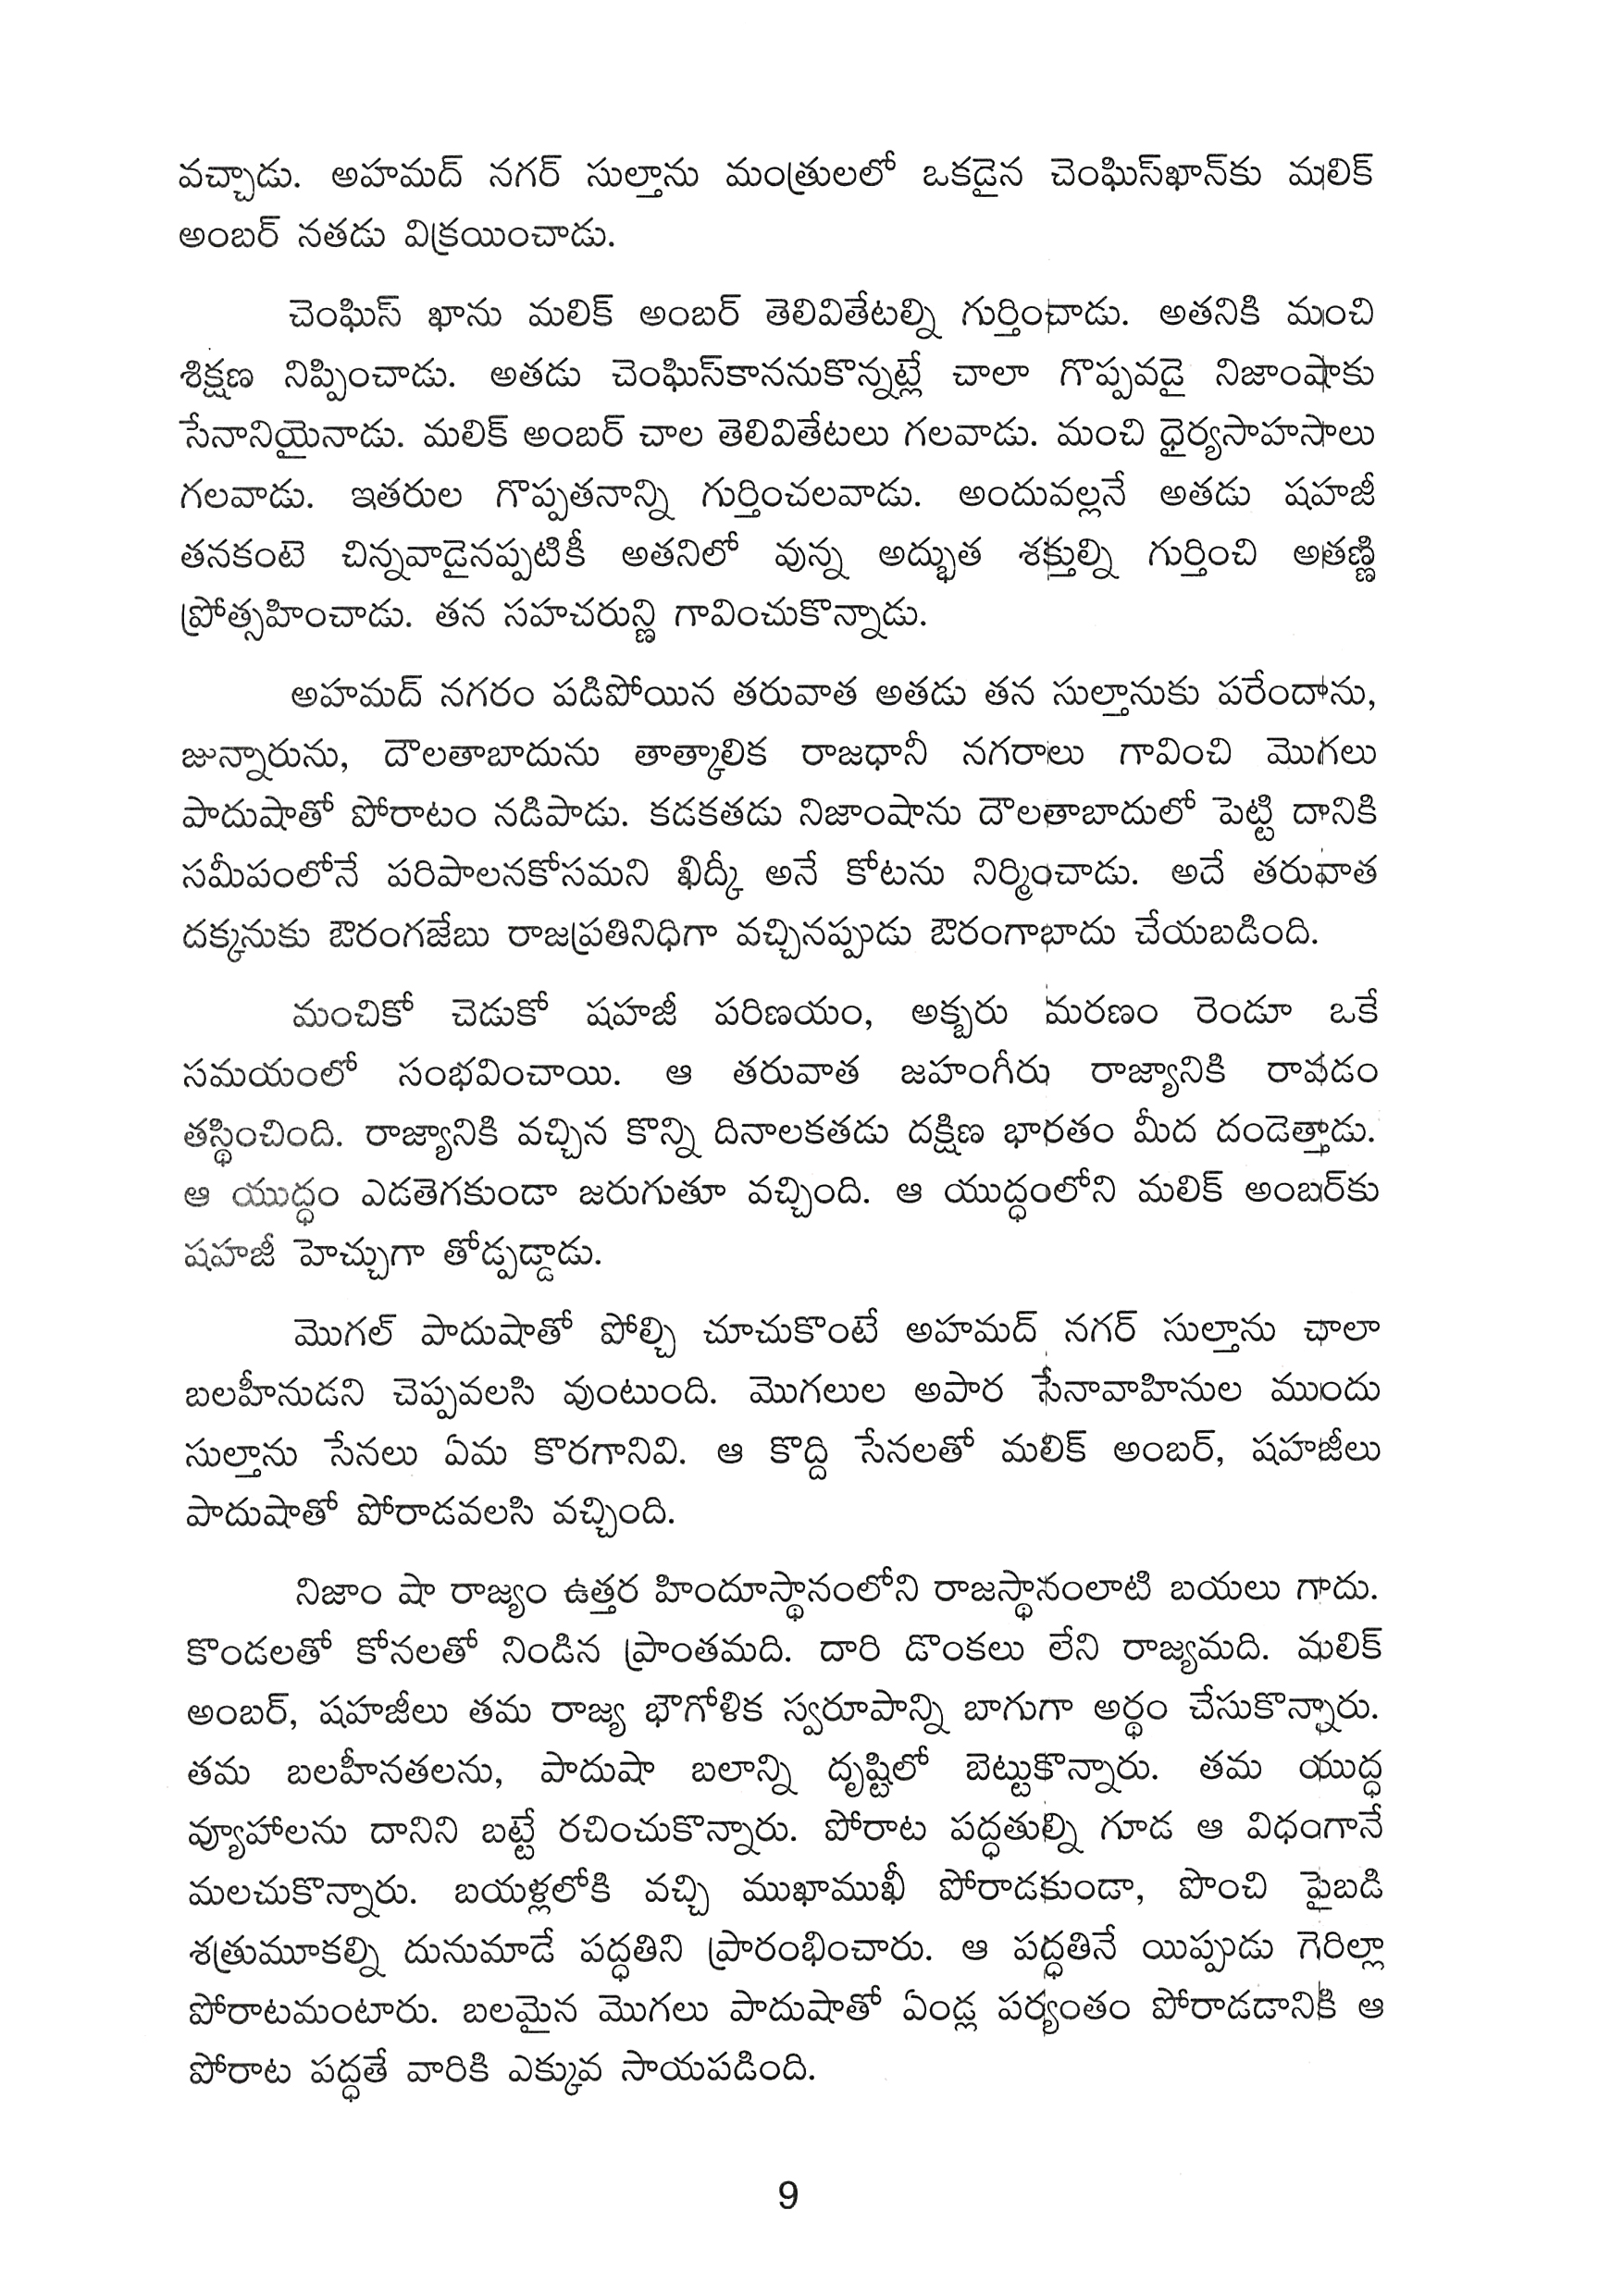 వచ్చాడు. అహమద్ నగర్ సుల్తాను మంత్రులలో ఒకడైన చెంఘిస్‌ఖాన్‌కు మలిక్
అంబర్ నతడు విక్రయించాడు.
చెంఘిస్ ఖాను మలిక్ అంబర్ తెలివితేటల్ని గుర్తించాడు. అతనికి మంచి
శిక్షణ నిప్పించాడు. అతడు చెంఘిస్‌కాననుకొన్నట్లే చాలా గొప్పవడై నిజాంషాకు
సేనానియైనాడు. మలిక్ అంబర్ చాల తెలివితేటలు గలవాడు. మంచి ధైర్యసాహసాలు
గలవాడు. ఇతరుల గొప్పతనాన్ని గుర్తించలవాడు. అందువల్లనే అతడు షహజీ
తనకంటె చిన్నవాడైనప్పటికీ అతనిలో వున్న అద్భుత శక్తుల్ని గుర్తించి అతణ్ణి
ప్రోత్సహించాడు. తన సహచరుణ్ణి గావించుకొన్నాడు.
అహమద్ నగరం పడిపోయిన తరువాత అతడు తన సుల్తానుకు పరేందాను,
జున్నారును, దౌలతాబాదును తాత్కాలిక రాజధానీ నగరాలు గావించి మొగలు
పాదుషాతో పోరాటం నడిపాడు. కడకతడు నిజాంషాను దౌలతాబాదులో పెట్టి దానికి
సమీపంలోనే పరిపాలనకోసమని ఖిడ్కీ అనే కోటను నిర్మించాడు. అదే తరువాత
దక్కనుకు ఔరంగజేబు రాజప్రతినిధిగా వచ్చినప్పుడు ఔరంగాబాదు చేయబడింది.
మంచికో చెడుకో షహజీ పరిణయం, అక్బరు మరణం రెండూ ఒకే
సమయంలో సంభవించాయి. ఆ తరువాత జహంగీరు రాజ్యానికి రావడం
తస్థించింది. రాజ్యానికి వచ్చిన కొన్ని దినాలకతడు దక్షిణ భారతం మీద దండెత్తాడు.
ఆ యుద్ధం ఎడతెగకుండా జరుగుతూ వచ్చింది. ఆ యుద్ధంలోని మలిక్ అంబర్‌కు
షహజీ హెచ్చుగా తోడ్పడ్డాడు.
మొగల్ పాదుషాతో పోల్చి చూచుకొంటే అహమద్ నగర్ సుల్తాను చాలా
బలహీనుడని చెప్పవలసి వుంటుంది. మొగలుల అపార సేనావాహినుల ముందు
సుల్తాను సేనలు ఏమ కొరగానివి. ఆ కొద్ది సేనలతో మలిక్ అంబర్, షహజీలు
పాదుషాతో పోరాడవలసి వచ్చింది.
నిజాం షా రాజ్యం ఉత్తర హిందూస్థానంలోని రాజస్థానంలాటి బయలు గాదు.
కొండలతో కోనలతో నిండిన ప్రాంతమది. దారి డొంకలు లేని రాజ్యమది. మలిక్
అంబర్, షహజీలు తమ రాజ్య భౌగోళిక స్వరూపాన్ని బాగుగా అర్థం చేసుకొన్నారు.
తమ బలహీనతలను, పాదుషా బలాన్ని దృష్టిలో బెట్టుకొన్నారు. తమ యుద్ధ
వ్యూహాలను దానిని బట్టే రచించుకొన్నారు. పోరాట పద్ధతుల్ని గూడ ఆ విధంగానే
మలచుకొన్నారు. బయళ్లలోకి వచ్చి ముఖాముఖీ పోరాడకుండా, పొంచి ఫైబడి
శత్రుమూకల్ని దునుమాడే పద్ధతిని ప్రారంభించారు. ఆ పద్ధతినే యిప్పుడు గెరిల్లా
పోరాటమంటారు. బలమైన మొగలు పాదుషాతో ఏండ్ల పర్యంతం పోరాడడానికి ఆ
పోరాట పద్ధతే వారికి ఎక్కువ సాయపడింది.
9